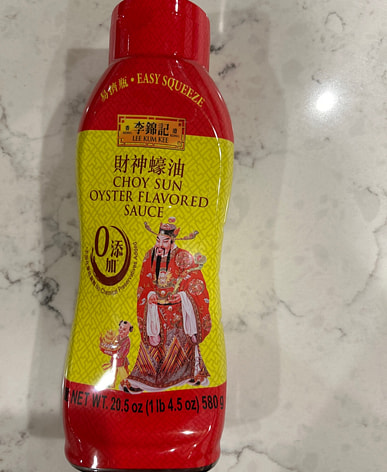 易擠瓶 • EASY SQUEEZE
李錦記
LEE KUM KEE
財神蠔油
CHOY SUN
OYSTER FLAVORED
SAUCE
0添加
NET WT. 20.5 oz (1 lb 4.5 oz) 580 g